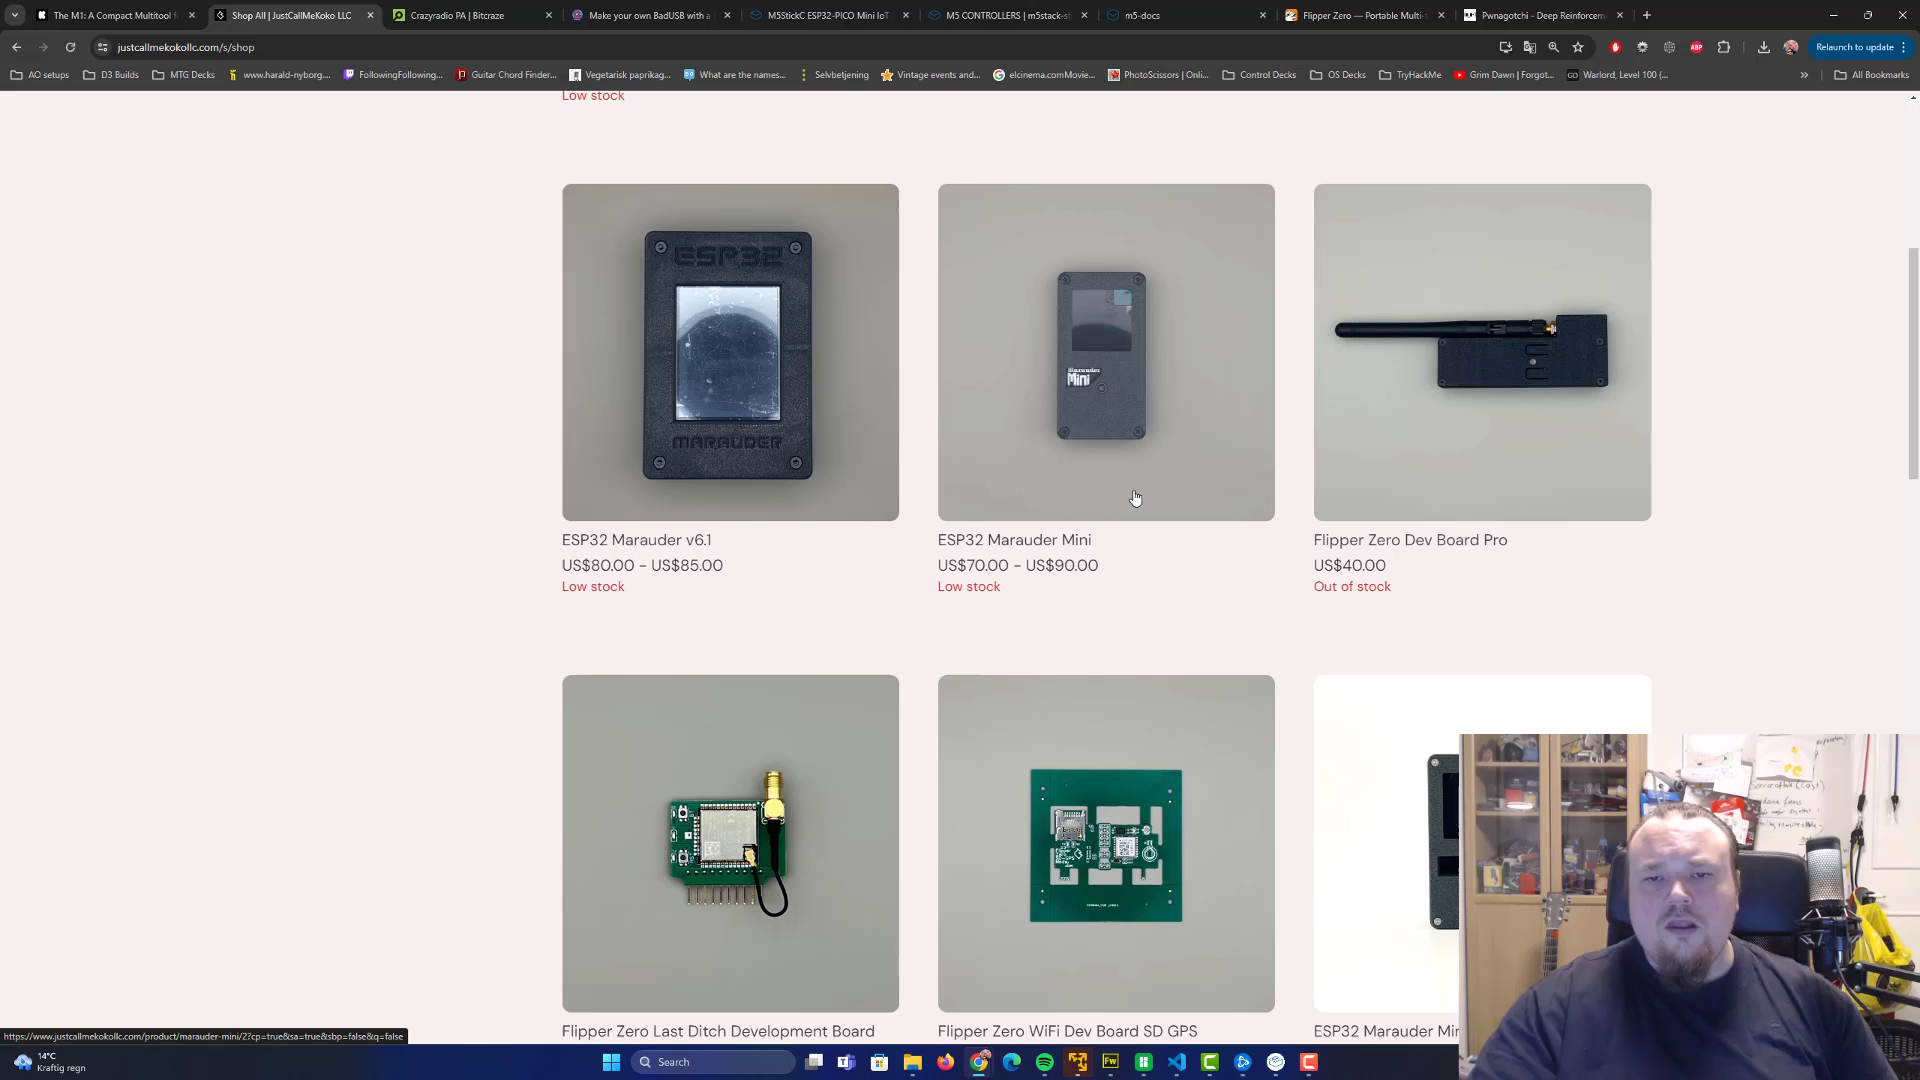 The M1: A Compact Multitool f
Shop All | JustCallMeKoko LLC
Crazyradio PA | Bitcraze
Make your own BadUSB with a
M5StickC ESP32-PICO Mini IoT
M5 CONTROLLERS | m5stack-st
m5-docs
Flipper Zero — Portable Multi-t
Pwnagotchi - Deep Reinforcem
justcallmekokollc.com/s/shop
Relaunch to update
AO setups
D3 Builds
MTG Decks
www.harald-nyborg....
FollowingFollowing...
Guitar Chord Finder...
Vegetarisk paprikag...
What are the names...
Selvbetjening
Vintage events and...
elcinema.comMovie...
PhotoScissors | Onli...
Control Decks
OS Decks
TryHackMe
Grim Dawn | Forgot...
Warlord, Level 100 (...
All Bookmarks
Low stock
ESP32
MARAUDER
Marauder
Mini
ESP32 Marauder v6.1
US$80.00 - US$85.00
Low stock
ESP32 Marauder Mini
US$70.00 - US$90.00
Low stock
Flipper Zero Dev Board Pro
US$40.00
Out of stock
Flipper Zero Last Ditch Development Board
Flipper Zero WiFi Dev Board SD GPS
ESP32 Marauder Mi
https://www.justcallmekokollc.com/product/marauder-mini/2?cp=true&sa=true&sbp=false&q=false
14°C
Kraftig regn
Search